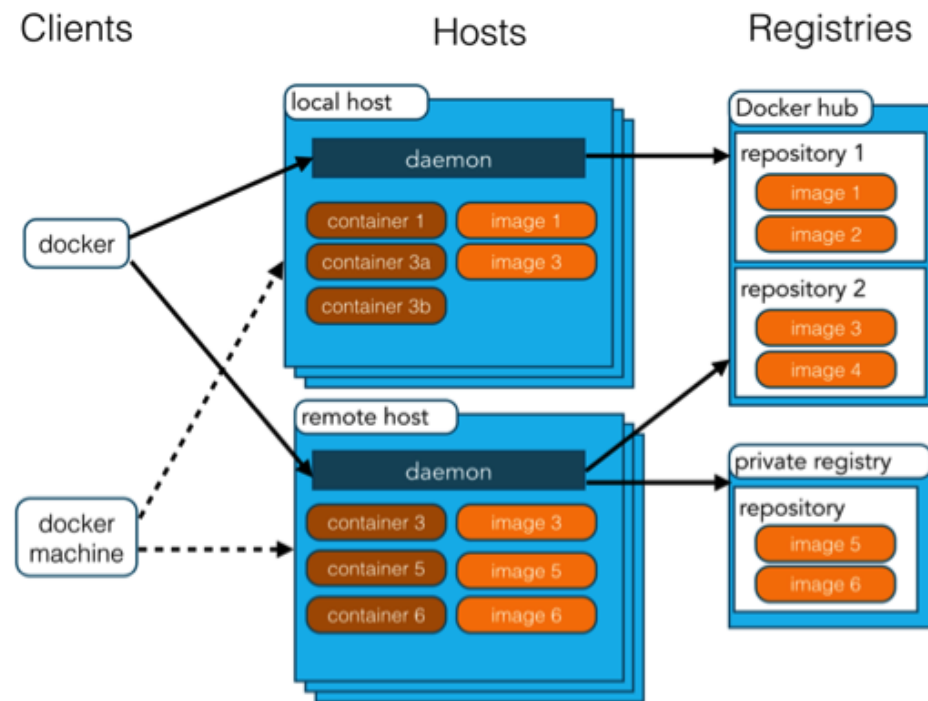 Clients
Hosts
Registries
docker
docker
machine
local host
daemon
container 1
image 1
container 3a
image 3
container 3b
remote host
daemon
container 3
image 3
container 5
image 5
container 6
image 6
Docker hub
repository 1
image 1
image 2
repository 2
image 3
image 4
private registry
repository
image 5
image 6